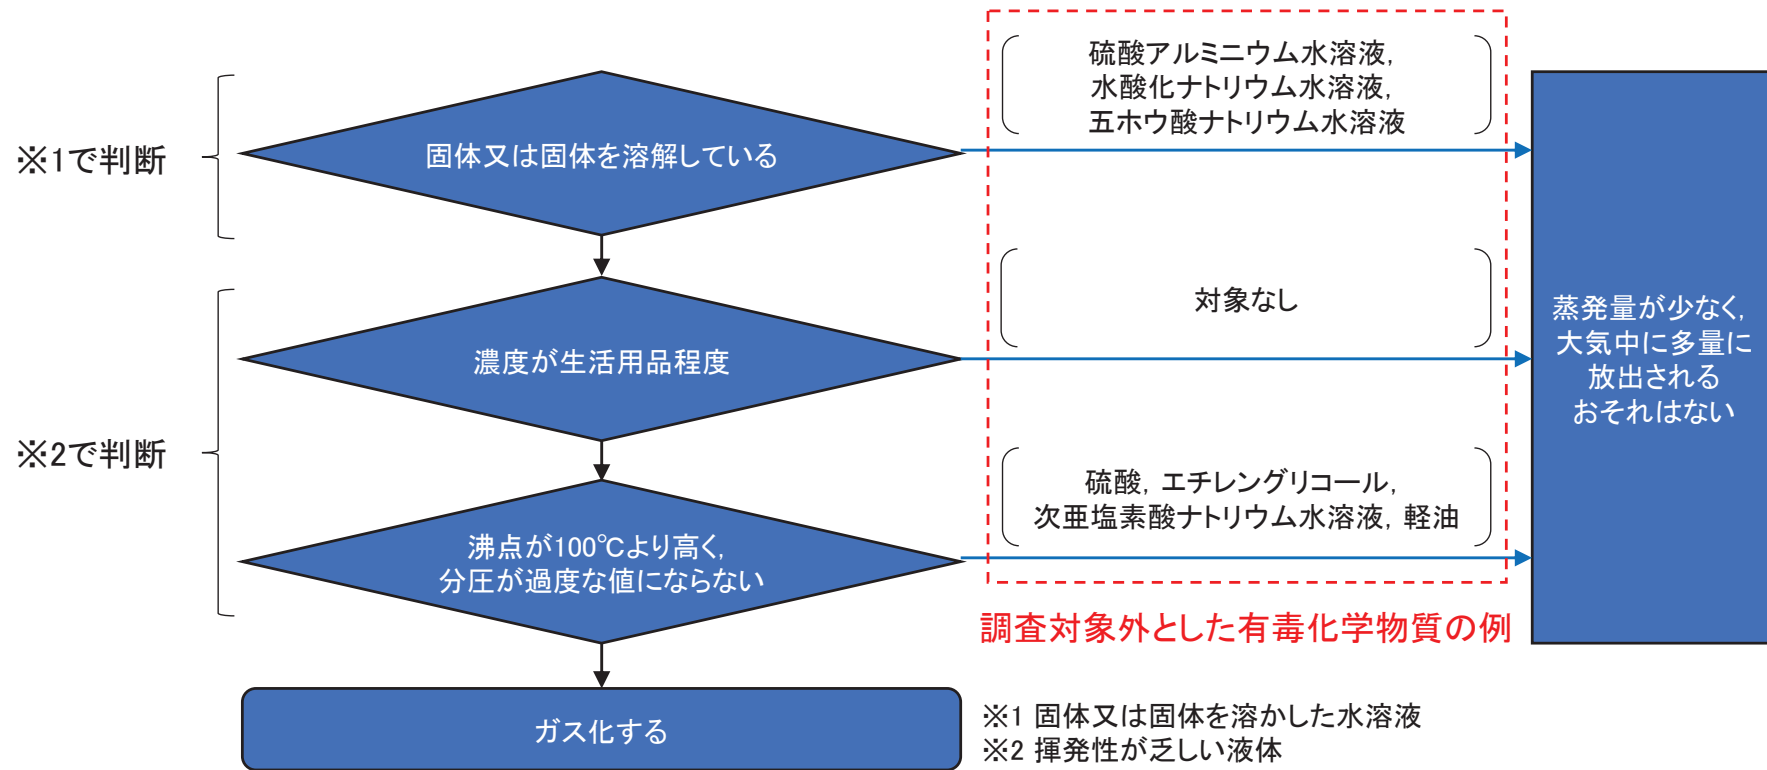 ※1で判断
固体又は固体を溶解している
硫酸アルミニウム水溶液,
水酸化ナトリウム水溶液,
五ホウ酸ナトリウム水溶液
※2で判断
濃度が生活用品程度
対象なし
沸点が100℃より高く,
分圧が過度な値にならない
硫酸, エチレングリコール,
次亜塩素酸ナトリウム水溶液, 軽油
蒸発量が少なく,
大気中に多量に
放出される
おそれはない
調査対象外とした有毒化学物質の例
ガス化する
※1 固体又は固体を溶かした水溶液
※2 揮発性が乏しい液体